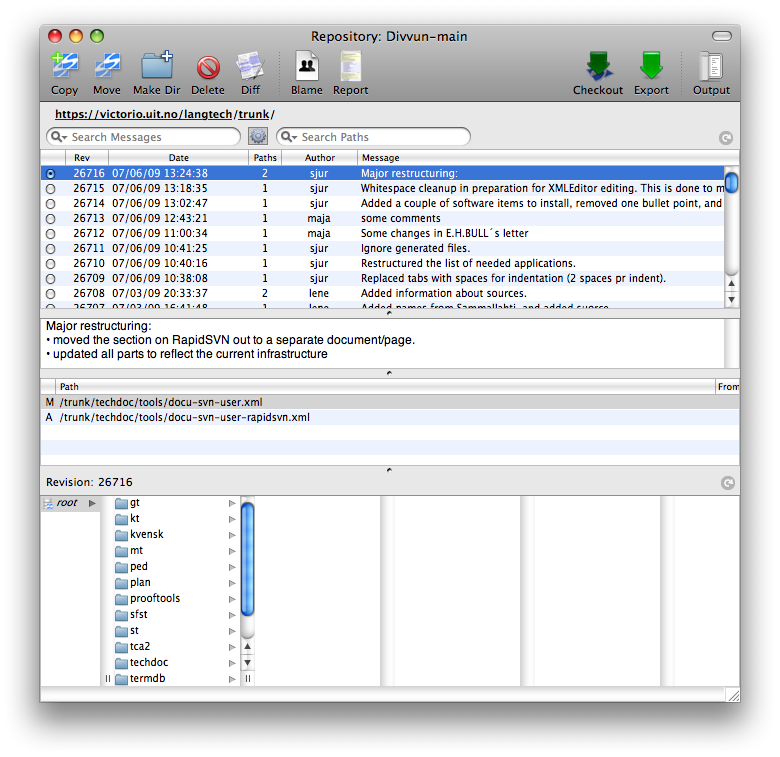 Repository: Divvun-main
Copy Move Make Dir Delete Diff Blame Report Checkout Export Output
https://victorio.uit.no/langtech/trunk/
Search Messages Search Paths
Rev Date Paths Author Message
26716 07/06/09 13:24:38 2 sjur Major restructuring:
26715 07/06/09 13:18:35 1 sjur Whitespace cleanup in preparation for XMLEditor editing. This is done to m
26714 07/06/09 13:02:47 1 sjur Added a couple of software items to install, removed one bullet point, and
26713 07/06/09 12:43:21 1 maja some comments
26712 07/06/09 11:00:34 1 maja Some changes in E.H.BULL´s letter
26711 07/06/09 10:41:25 1 sjur Ignore generated files.
26710 07/06/09 10:40:16 1 sjur Restructured the list of needed applications.
26709 07/06/09 10:38:08 1 sjur Replaced tabs with spaces for indentation (2 spaces pr indent).
26708 07/03/09 20:33:37 2 lene Added information about sources.
26707 07/03/09 16:41:48 1 lene Added names from Sammallahti, and added suorce
Major restructuring:
• moved the section on RapidSVN out to a separate document/page.
• updated all parts to reflect the current infrastructure
Path From
M /trunk/techdoc/tools/docu-svn-user.xml
A /trunk/techdoc/tools/docu-svn-user-rapidsvn.xml
Revision: 26716
root gt
kt
kvensk
mt
ped
plan
prooftools
sfst
st
tca2
techdoc
termdb